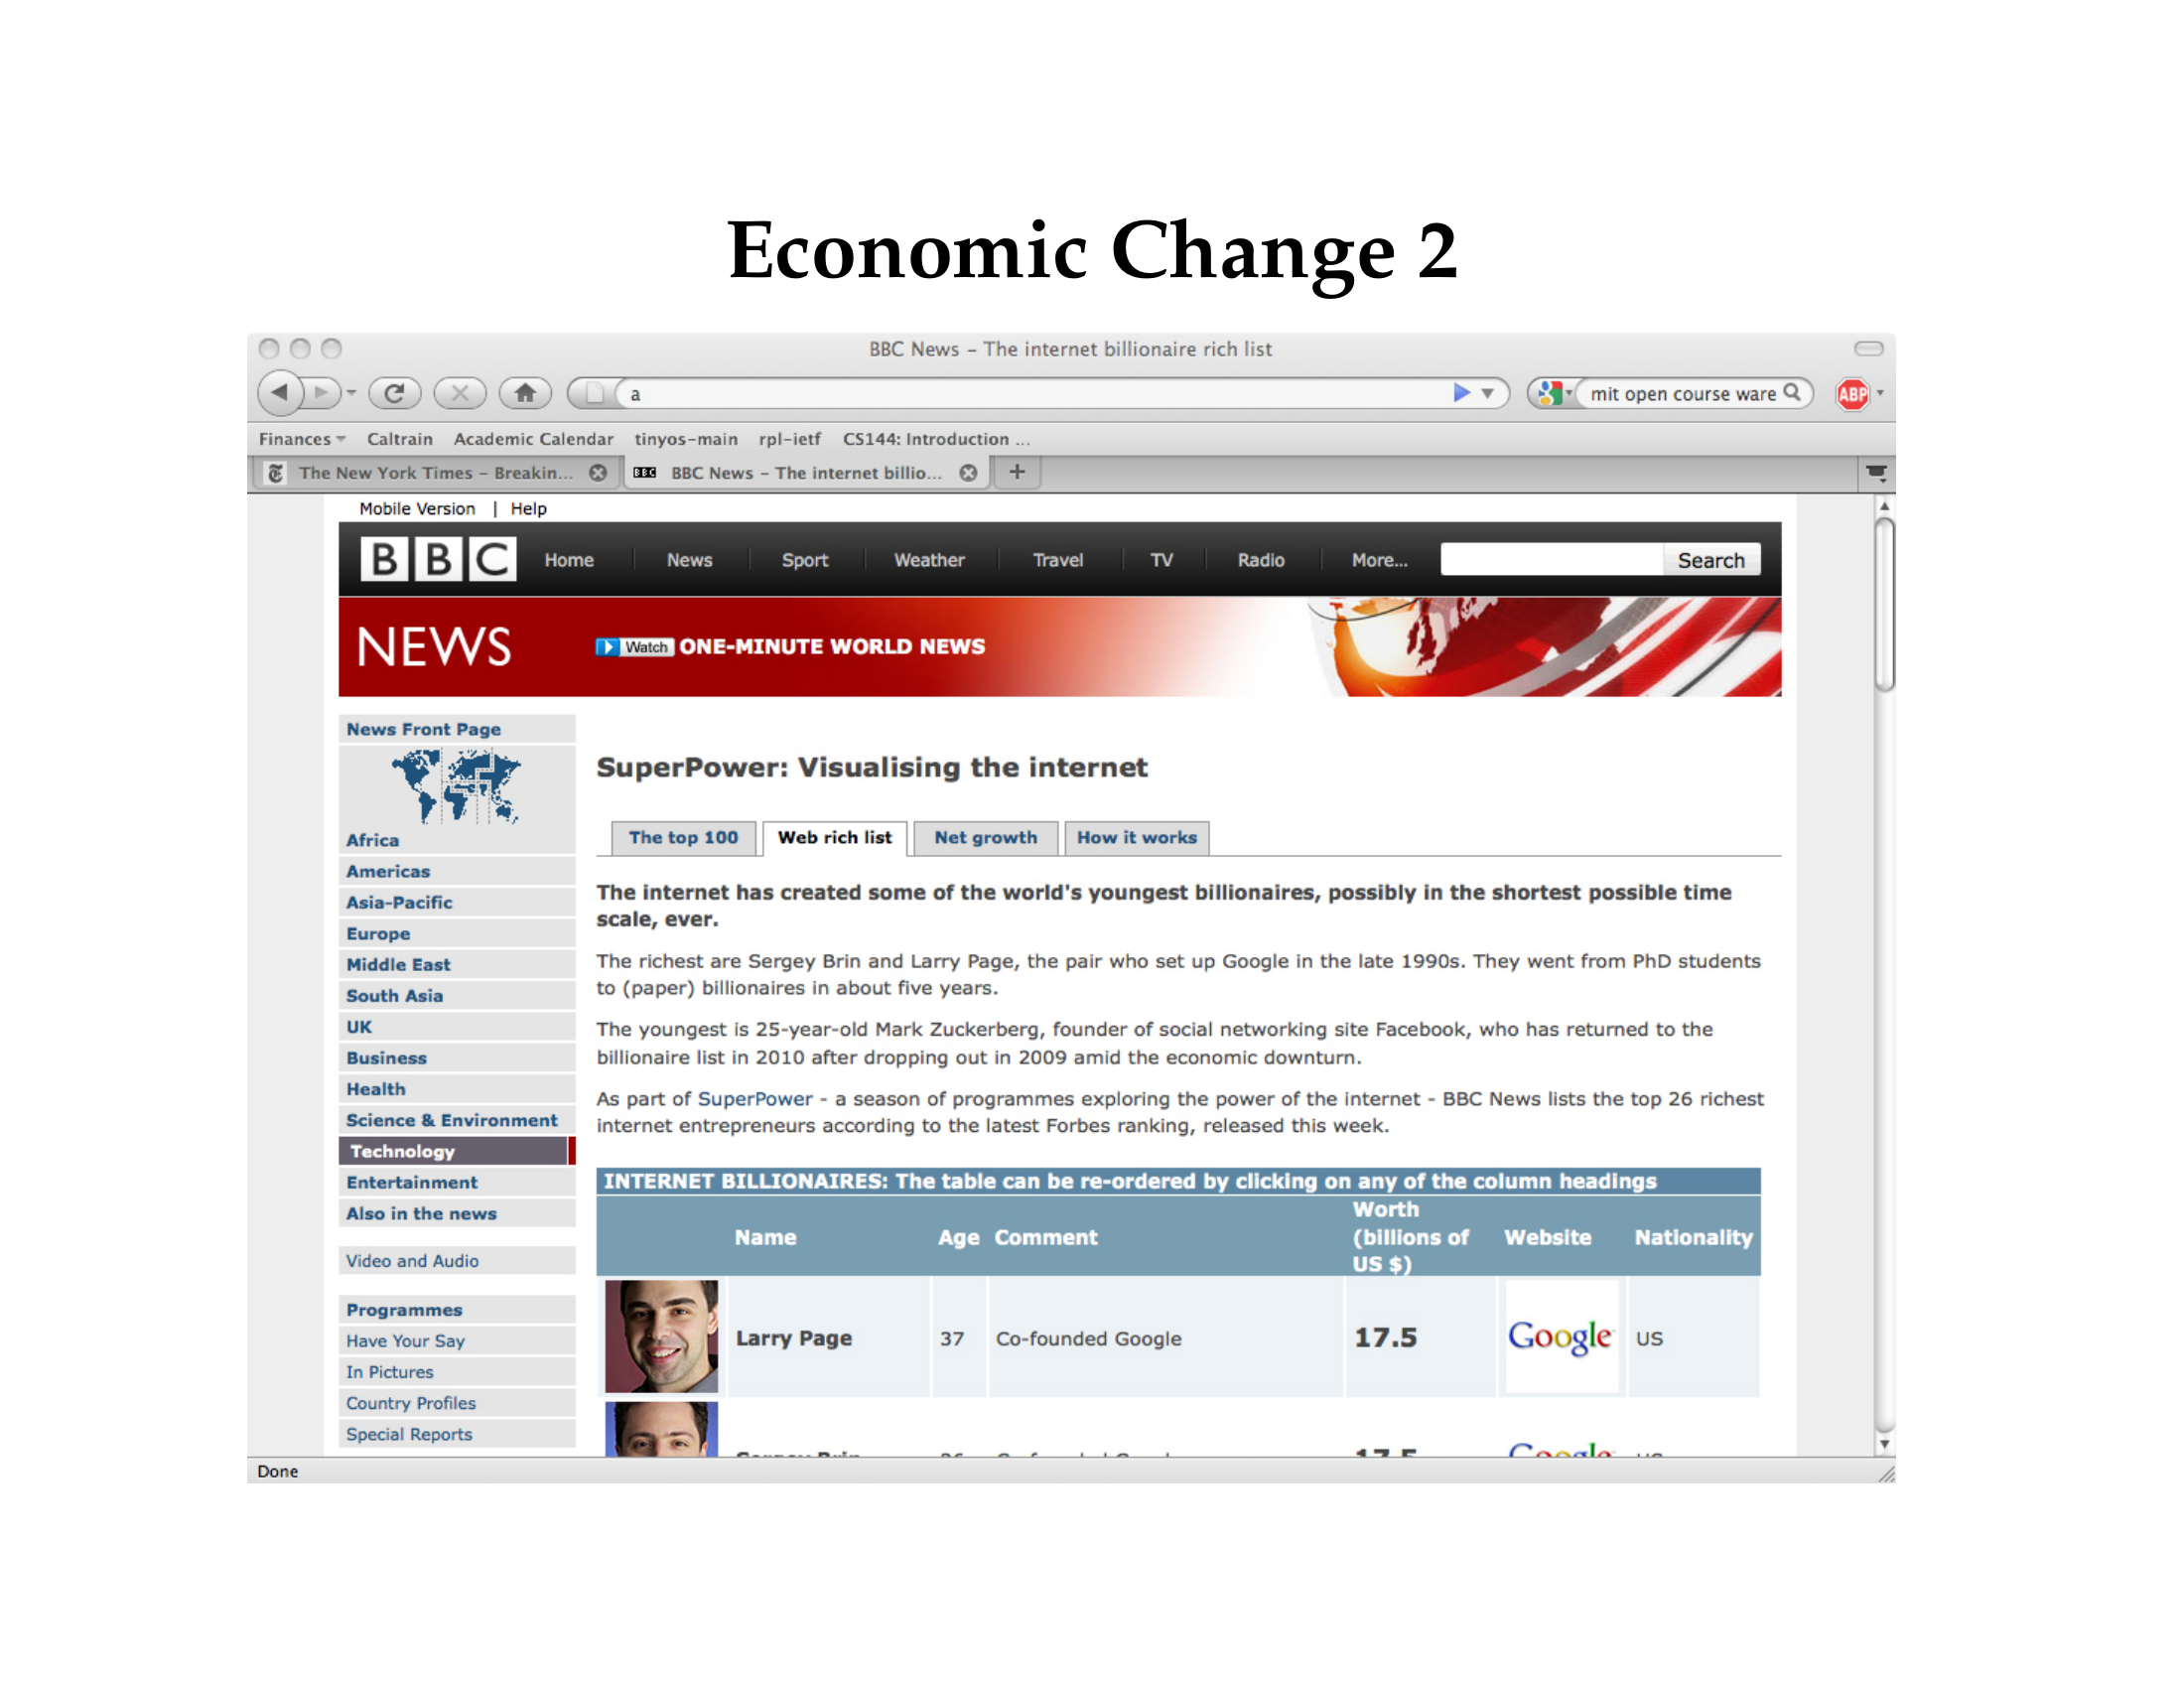 Economic Change 2
BBC News – The internet billionaire rich list
a
mit open course ware
ABP
Finances Caltrain Academic Calendar tinyos-main rpl-ietf CS144: Introduction ...
The New York Times – Breakin... BBC BBC News – The internet billio... +
Mobile Version | Help
BBC Home News Sport Weather Travel TV Radio More... Search
NEWS Watch ONE-MINUTE WORLD NEWS
News Front Page
Africa
Americas
Asia-Pacific
Europe
Middle East
South Asia
UK
Business
Health
Science & Environment
Technology
Entertainment
Also in the news
Video and Audio
Programmes
Have Your Say
In Pictures
Country Profiles
Special Reports
SuperPower: Visualising the internet
The top 100 Web rich list Net growth How it works
The internet has created some of the world's youngest billionaires, possibly in the shortest possible time
scale, ever.
The richest are Sergey Brin and Larry Page, the pair who set up Google in the late 1990s. They went from PhD students
to (paper) billionaires in about five years.
The youngest is 25-year-old Mark Zuckerberg, founder of social networking site Facebook, who has returned to the
billionaire list in 2010 after dropping out in 2009 amid the economic downturn.
As part of SuperPower - a season of programmes exploring the power of the internet - BBC News lists the top 26 richest
internet entrepreneurs according to the latest Forbes ranking, released this week.
INTERNET BILLIONAIRES: The table can be re-ordered by clicking on any of the column headings
Name Age Comment Worth (billions of US $) Website Nationality
Larry Page 37 Co-founded Google 17.5 Google US
Sergey Brin 36 Co-founded Google 17.5 Google US
Done